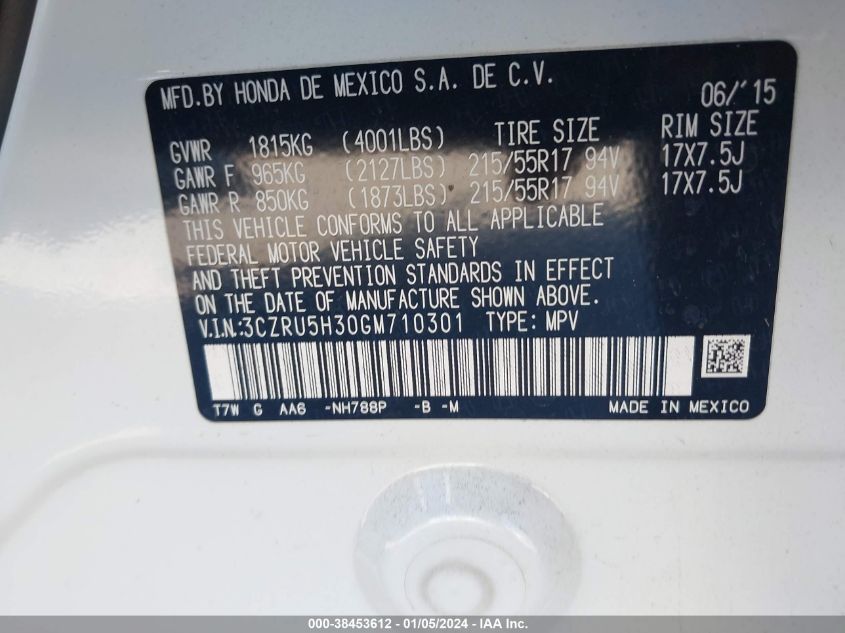 MFD.BY HONDA DE MEXICO S.A. DE C.V. 06/'15
GVWR 1815KG (4001LBS) TIRE SIZE RIM SIZE
GAWR F 965KG (2127LBS) 215/55R17 94V 17X7.5J
GAWR R 850KG (1873LBS) 215/55R17 94V 17X7.5J
THIS VEHICLE CONFORMS TO ALL APPLICABLE
FEDERAL MOTOR VEHICLE SAFETY
AND THEFT PREVENTION STANDARDS IN EFFECT
ON THE DATE OF MANUFACTURE SHOWN ABOVE.
V.I.N.:3CZRU5H30GM710301 TYPE: MPV
T7W G AA6 -NH788P -B -M MADE IN MEXICO
000-38453612 - 01/05/2024 - IAA Inc.